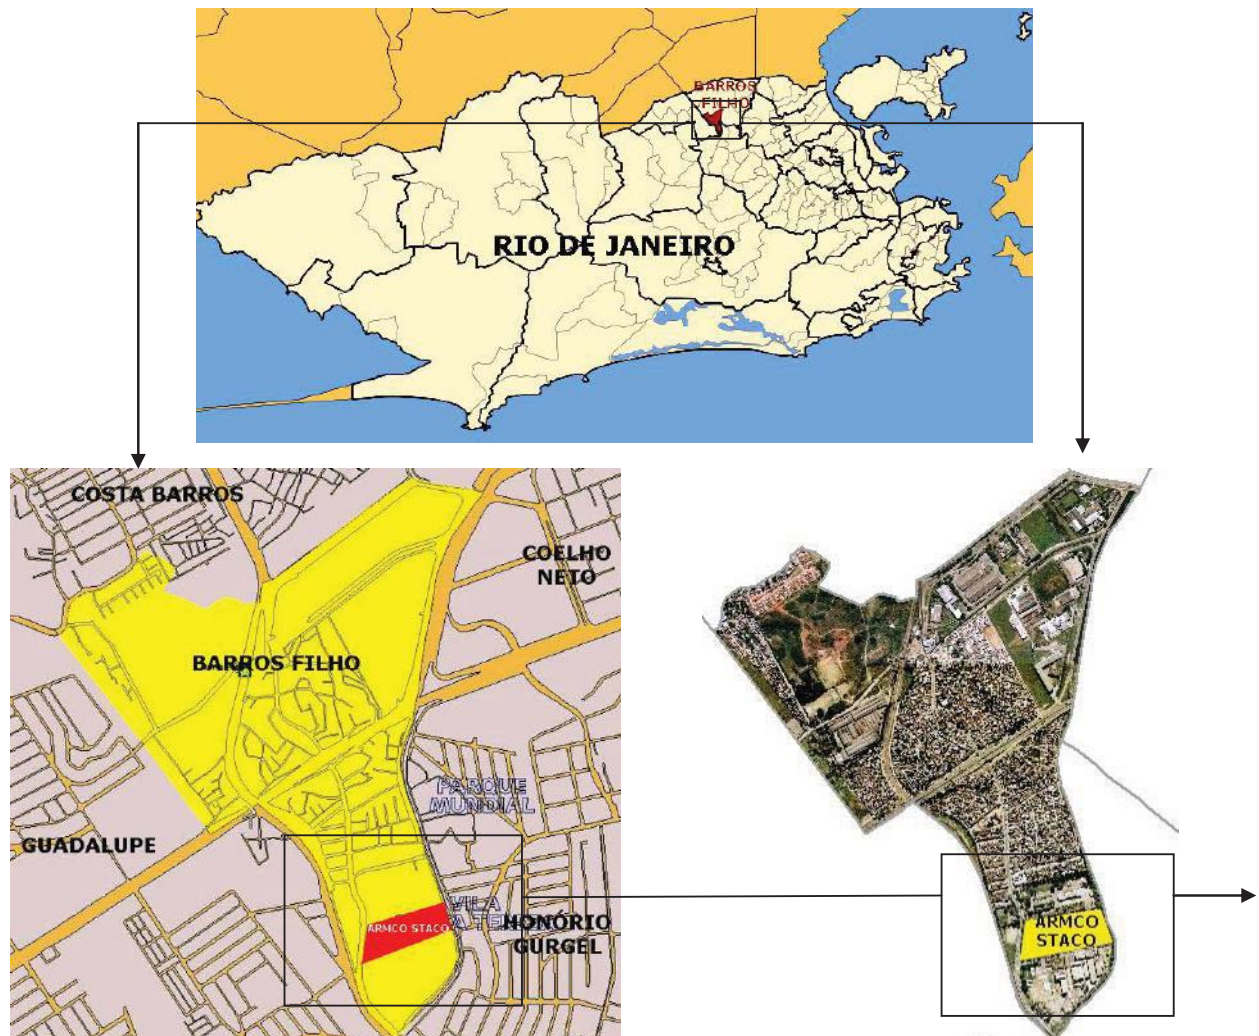 BARROS
FILHO
RIO DE JANEIRO
COSTA BARROS
COELHO
NETO
BARROS FILHO
PARQUE
MUNDIAL
GUADALUPE
VILA
HONÓRIO
GURGEL
ARMCO STACO
ARMCO
STACO